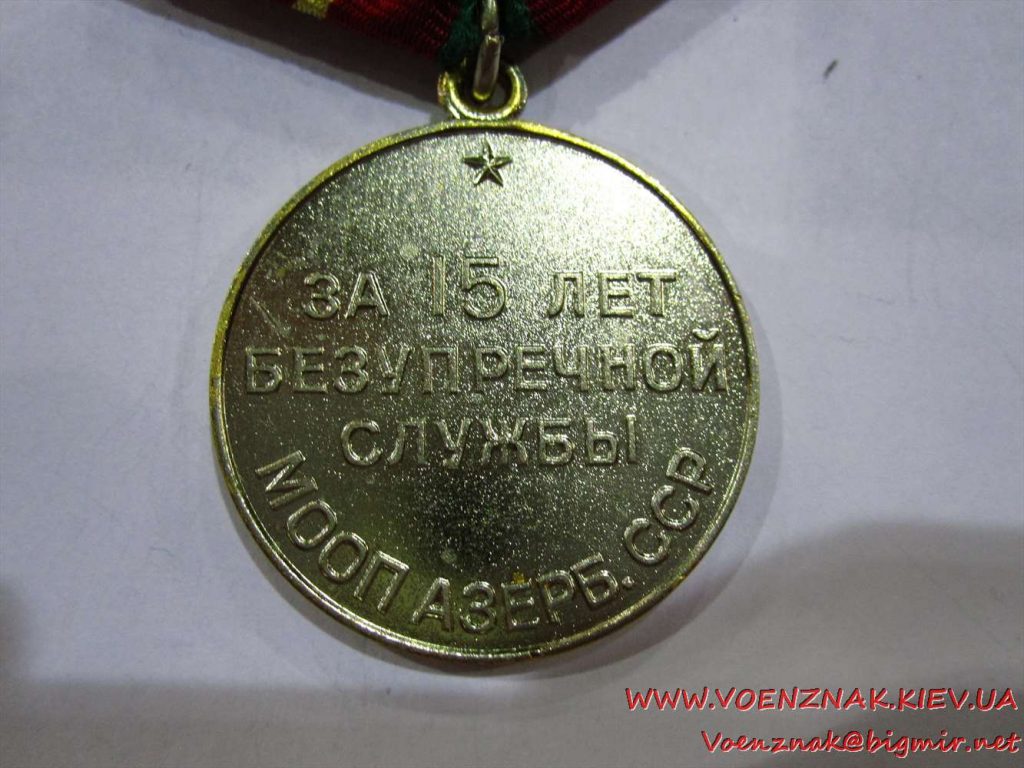 ЗА 15 ЛЕТ
БЕЗУПРЕЧНОЙ
СЛУЖБЫ
МООП АЗЕРБ. ССР
WWW.VOENZNAK.KIEV.UA
Voenznak@bigmir.net